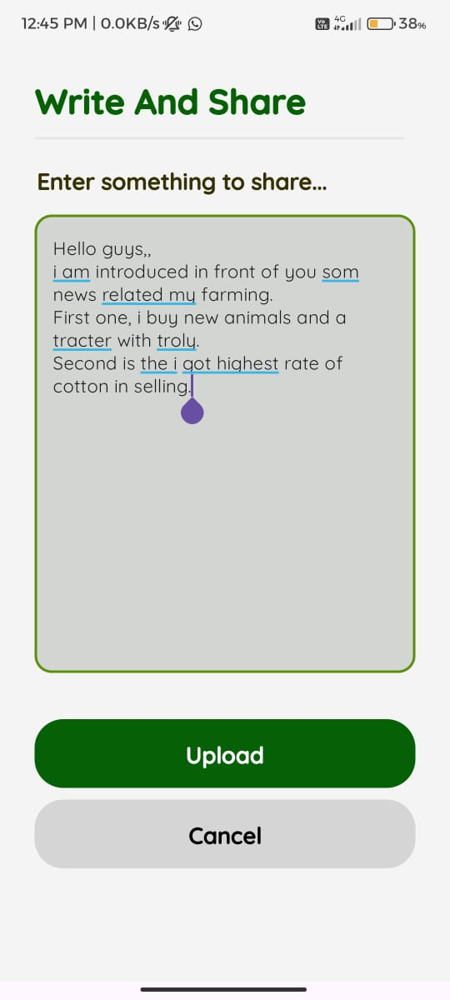 12:45 PM | 0.0KB/s
Vo LTE 4G 38%
Write And Share
Enter something to share...
Hello guys,,
i am introduced in front of you som
news related my farming.
First one, i buy new animals and a
tracter with troly.
Second is the i got highest rate of
cotton in selling.
Upload
Cancel